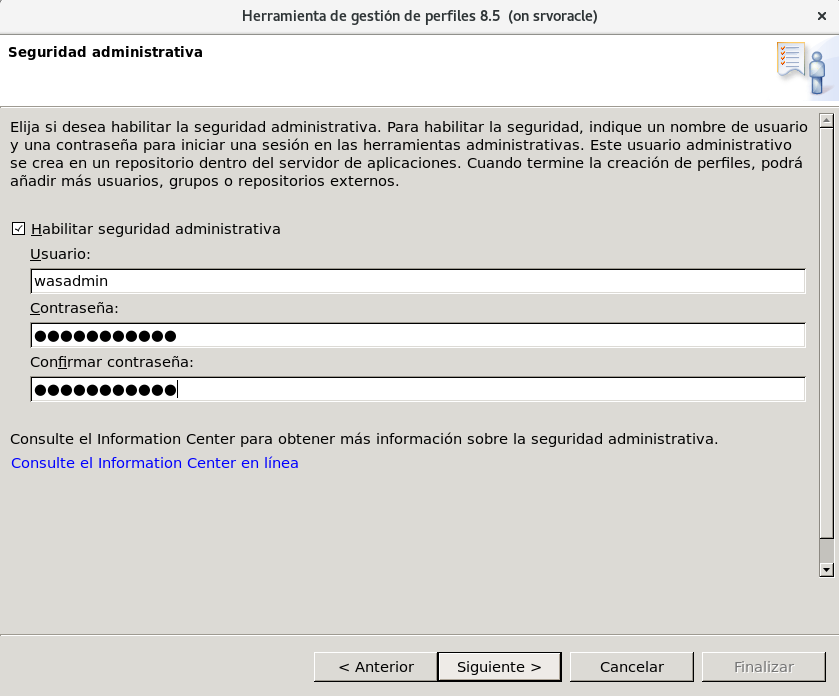 Herramienta de gestión de perfiles 8.5 (on srvoracle)
Seguridad administrativa
Elija si desea habilitar la seguridad administrativa. Para habilitar la seguridad, indique un nombre de usuario
y una contraseña para iniciar una sesión en las herramientas administrativas. Este usuario administrativo
se crea en un repositorio dentro del servidor de aplicaciones. Cuando termine la creación de perfiles, podrá
añadir más usuarios, grupos o repositorios externos.
Habilitar seguridad administrativa
Usuario:
wasadmin
Contraseña:
●●●●●●●●●●●
Confirmar contraseña:
●●●●●●●●●●●
Consulte el Information Center para obtener más información sobre la seguridad administrativa.
Consulte el Information Center en línea
< Anterior Siguiente > Cancelar Finalizar